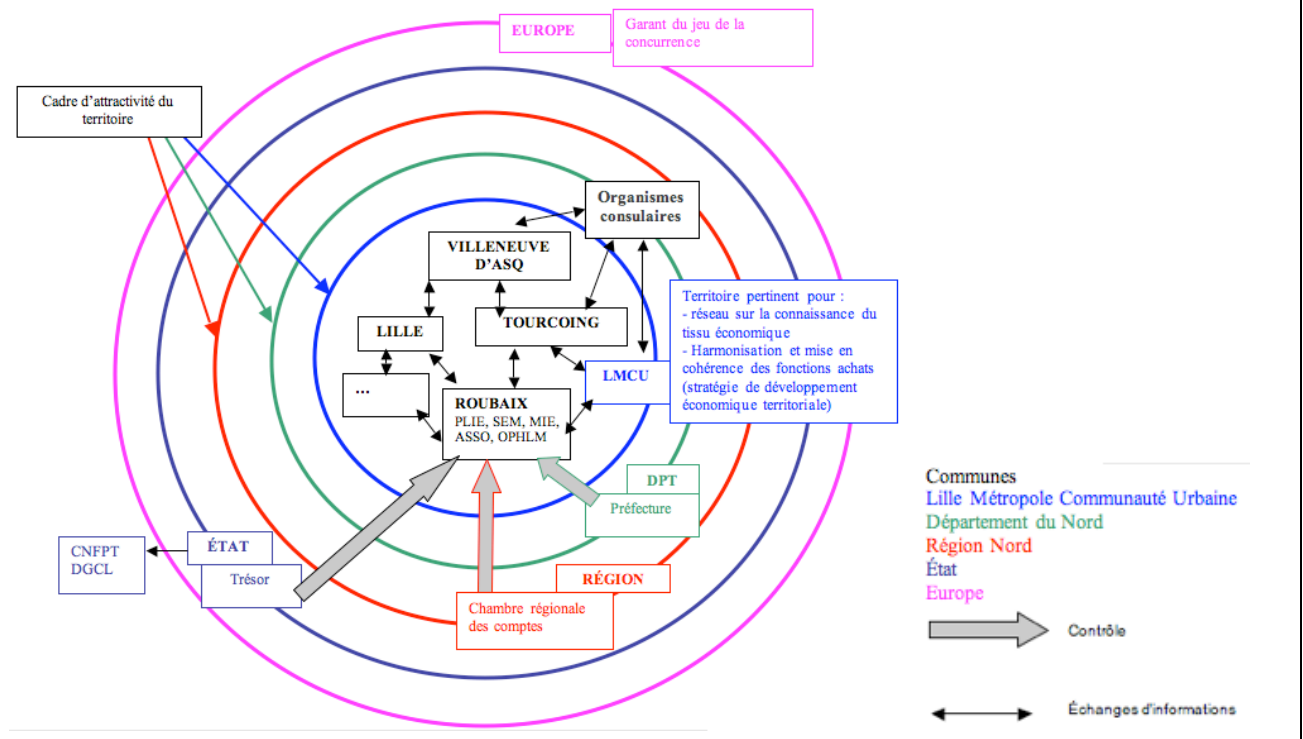 EUROPE
Garant du jeu de la
concurrence
Cadre d'attractivité du
territoire
Organismes
consulaires
VILLENEUVE
D'ASQ
LILLE
TOURCOING
Territoire pertinent pour :
- réseau sur la connaissance du
tissu économique
- Harmonisation et mise en
cohérence des fonctions achats
(stratégie de développement
économique territoriale)
LMCU
...
ROUBAIX
PLIE, SEM, MIE,
ASSO, OPHLM
DPT
Préfecture
CNFPT
DGCL
ÉTAT
Trésor
RÉGION
Chambre régionale
des comptes
Communes
Lille Métropole Communauté Urbaine
Département du Nord
Région Nord
État
Europe
Contrôle
Échanges d'informations